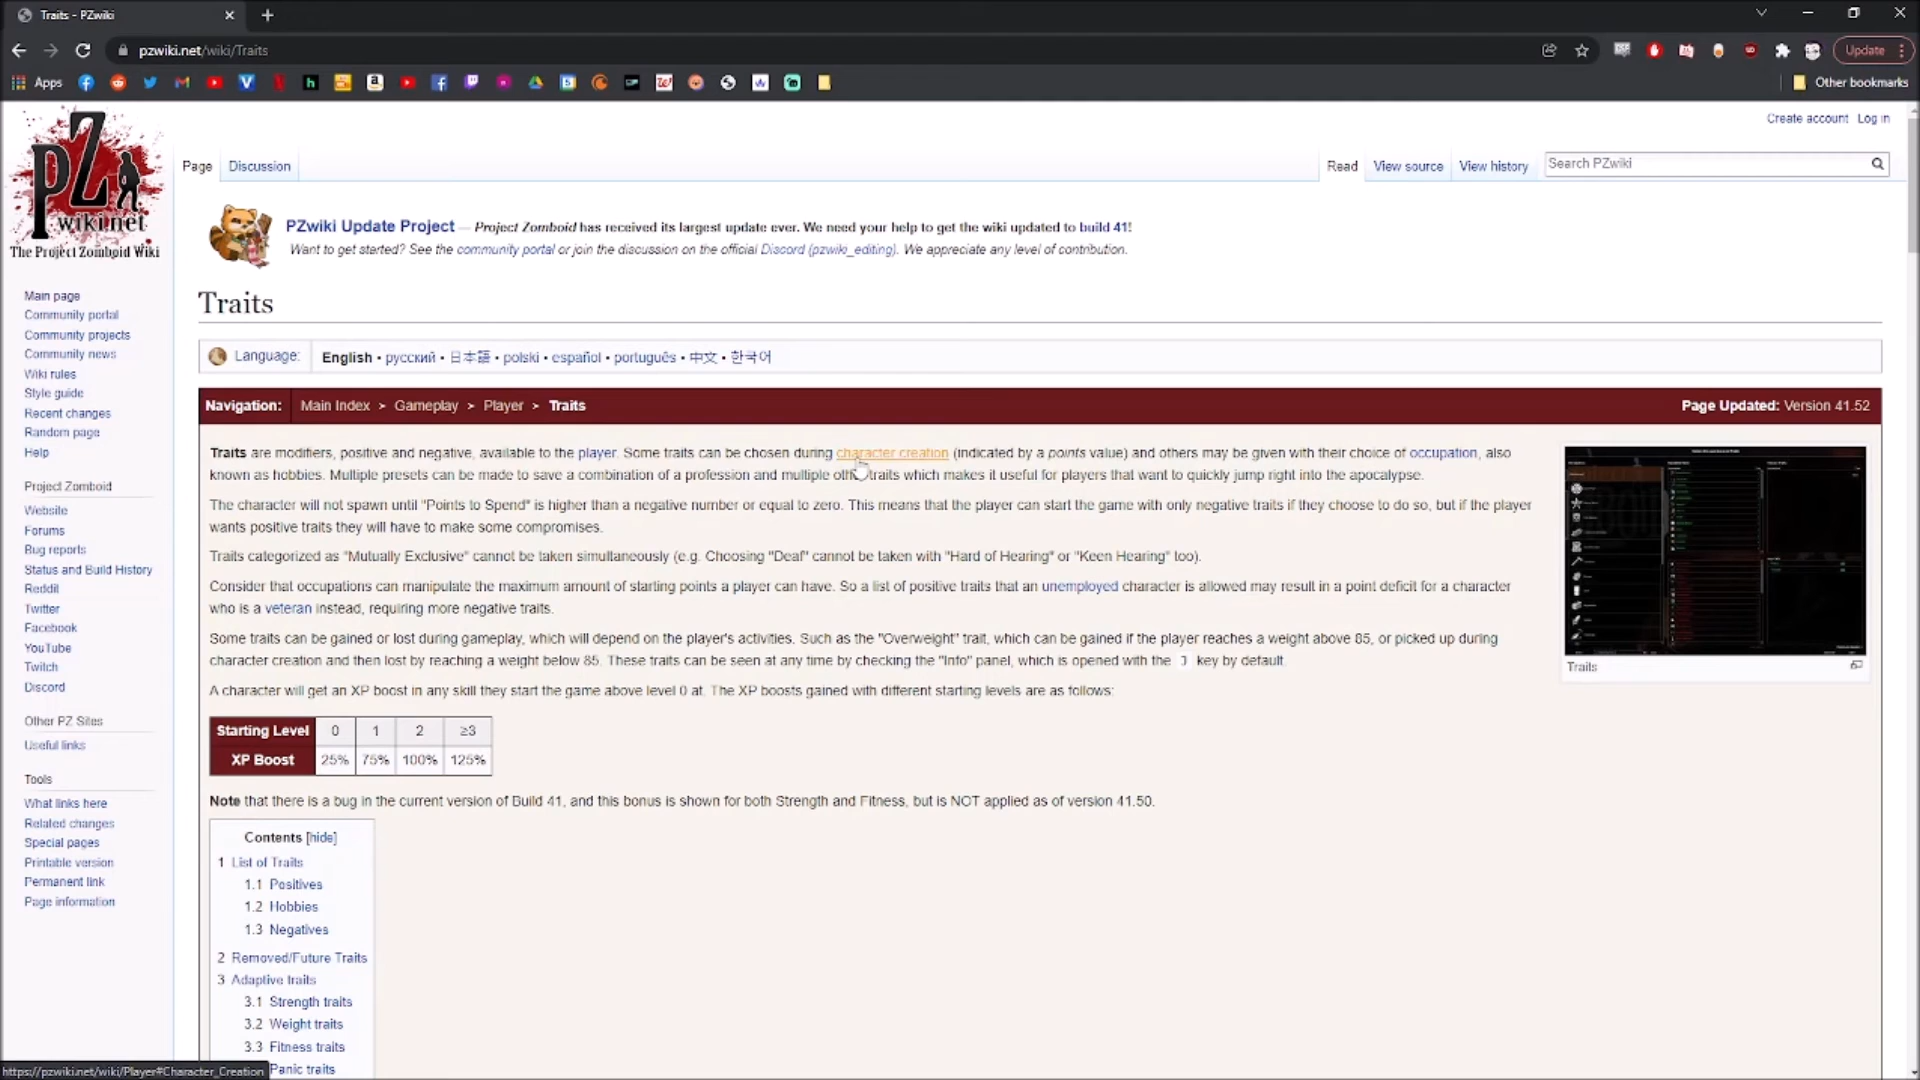 Traits - PZwiki
pzwiki.net/wiki/Traits
Update
Apps
Other bookmarks
Create account Log in
PZ
wiki.net
The Project Zomboid Wiki
Page Discussion Read View source View history Search PZwiki
PZwiki Update Project — Project Zomboid has received its largest update ever. We need your help to get the wiki updated to build 41!
Want to get started? See the community portal or join the discussion on the official Discord (pzwiki_editing). We appreciate any level of contribution.
Main page
Community portal
Community projects
Community news
Wiki rules
Style guide
Recent changes
Random page
Help
Project Zomboid
Website
Forums
Bug reports
Status and Build History
Reddit
Twitter
Facebook
YouTube
Twitch
Discord
Other PZ Sites
Useful links
Tools
What links here
Related changes
Special pages
Printable version
Permanent link
Page information
Traits
Language: English • русский • 日本語 • polski • español • português • 中文 • 한국어
Navigation: Main Index > Gameplay > Player > Traits Page Updated: Version 41.52
Traits are modifiers, positive and negative, available to the player. Some traits can be chosen during character creation (indicated by a points value) and others may be given with their choice of occupation, also
known as hobbies. Multiple presets can be made to save a combination of a profession and multiple other traits which makes it useful for players that want to quickly jump right into the apocalypse.
The character will not spawn until "Points to Spend" is higher than a negative number or equal to zero. This means that the player can start the game with only negative traits if they choose to do so, but if the player
wants positive traits they will have to make some compromises.
Traits categorized as "Mutually Exclusive" cannot be taken simultaneously (e.g. Choosing "Deaf" cannot be taken with "Hard of Hearing" or "Keen Hearing" too).
Consider that occupations can manipulate the maximum amount of starting points a player can have. So a list of positive traits that an unemployed character is allowed may result in a point deficit for a character
who is a veteran instead, requiring more negative traits.
Some traits can be gained or lost during gameplay, which will depend on the player's activities. Such as the "Overweight" trait, which can be gained if the player reaches a weight above 85, or picked up during
character creation and then lost by reaching a weight below 85. These traits can be seen at any time by checking the "Info" panel, which is opened with the J key by default.
A character will get an XP boost in any skill they start the game above level 0 at. The XP boosts gained with different starting levels are as follows:
Traits
Starting Level 0 1 2 ≥3
XP Boost 25% 75% 100% 125%
Note that there is a bug in the current version of Build 41, and this bonus is shown for both Strength and Fitness, but is NOT applied as of version 41.50.
Contents [hide]
1 List of Traits
1.1 Positives
1.2 Hobbies
1.3 Negatives
2 Removed/Future Traits
3 Adaptive traits
3.1 Strength traits
3.2 Weight traits
3.3 Fitness traits
Panic traits
https://pzwiki.net/wiki/Player#Character_Creation